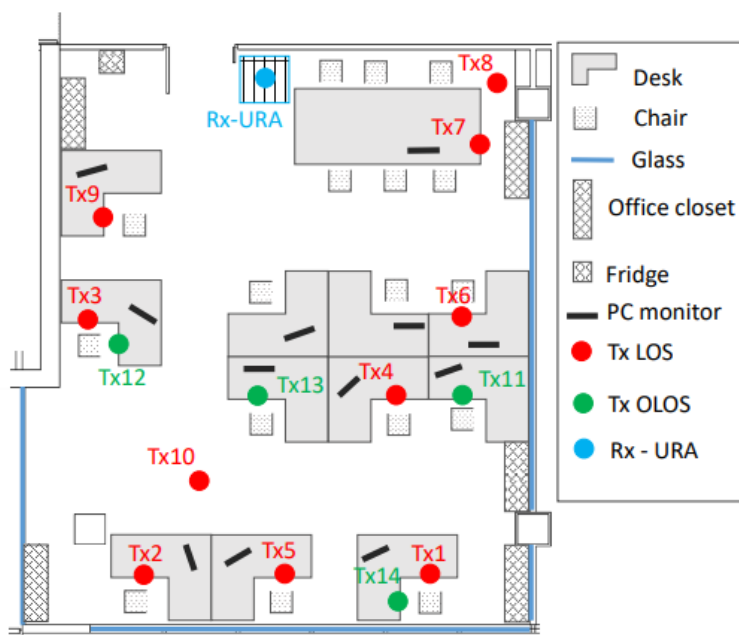 Tx8
Rx-URA
Tx7
Tx9
Tx3
Tx6
Tx12
Tx13
Tx4
Tx11
Tx10
Tx2
Tx5
Tx1
Tx14
Desk
Chair
Glass
Office closet
Fridge
PC monitor
Tx LOS
Tx OLOS
Rx - URA